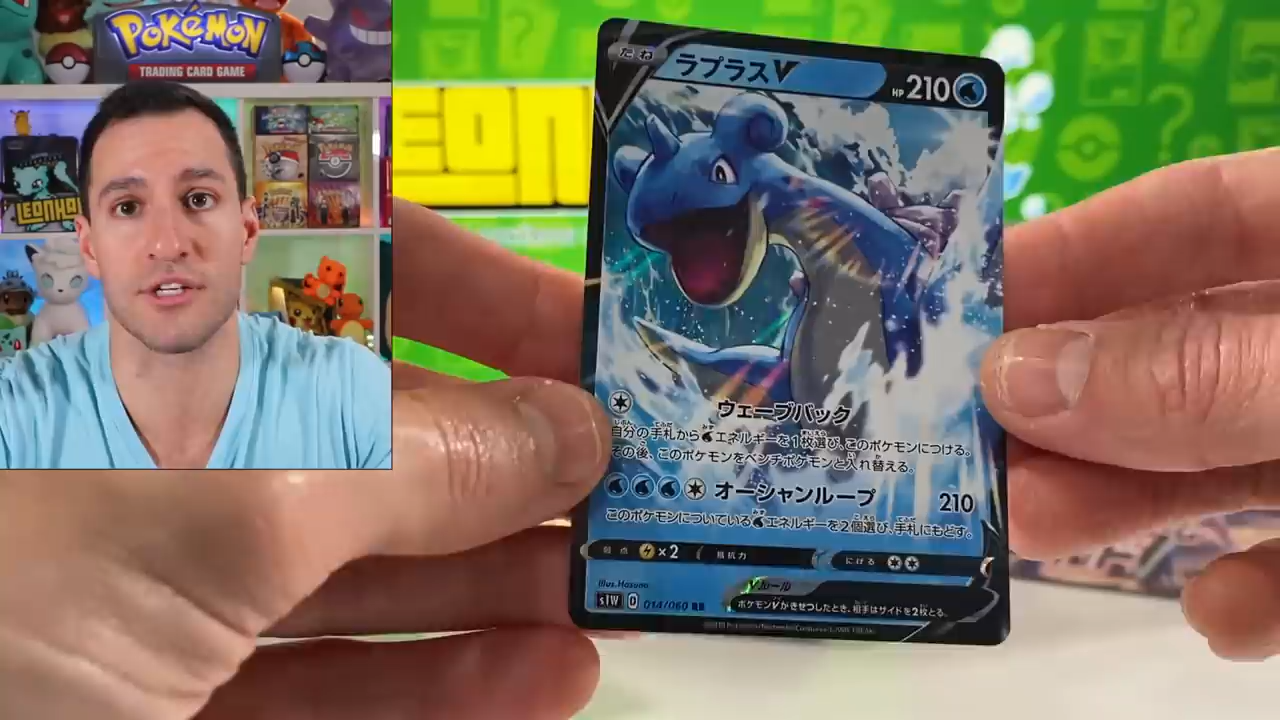 POKÉMON
TRADING CARD GAME
LEONHA
EON
たね
ラプラスV
HP 210
ウェーブバック
自分の手札から エネルギーを1枚選び、このポケモンにつける。
その後、このポケモンをベンチポケモンと入れ替える。
オーシャンループ 210
このポケモンについている エネルギーを2個選び、手札にもどす。
弱点 ×2 抵抗力 にげる
Illus.Hasuno
Vルール
s1W D 014/060 RR
ポケモンVがきぜつしたとき、相手はサイドを2枚とる。